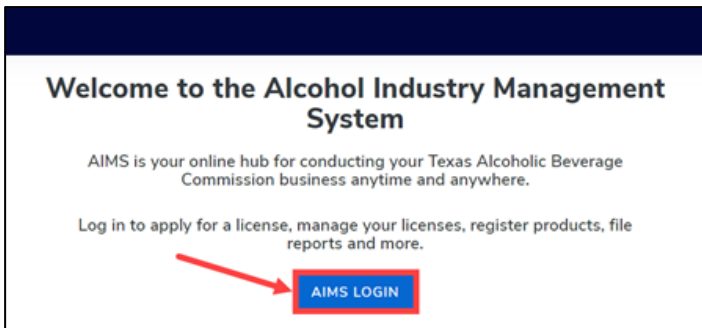 Welcome to the Alcohol Industry Management
System
AIMS is your online hub for conducting your Texas Alcoholic Beverage
Commission business anytime and anywhere.
Log in to apply for a license, manage your licenses, register products, file
reports and more.
AIMS LOGIN